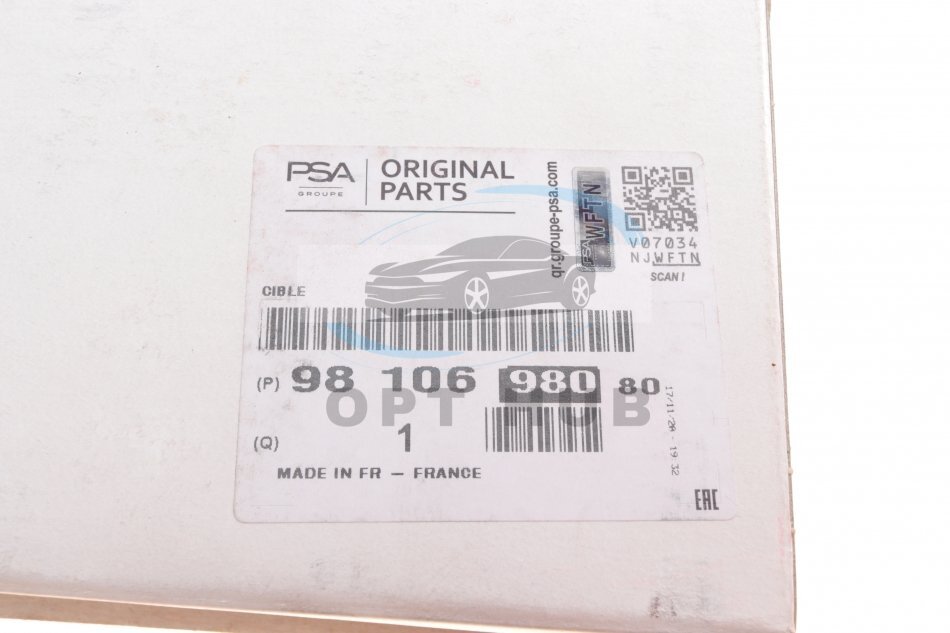 PSA
GROUPE
ORIGINAL
PARTS
qr.groupe-psa.com
PSA
WFTN
V07034
NJWFTN
SCAN!
CIBLE
(P) 98 106 980 80
OPT HUB
(Q) 1
17/11/20 - 19:32
MADE IN FR – FRANCE
EAC